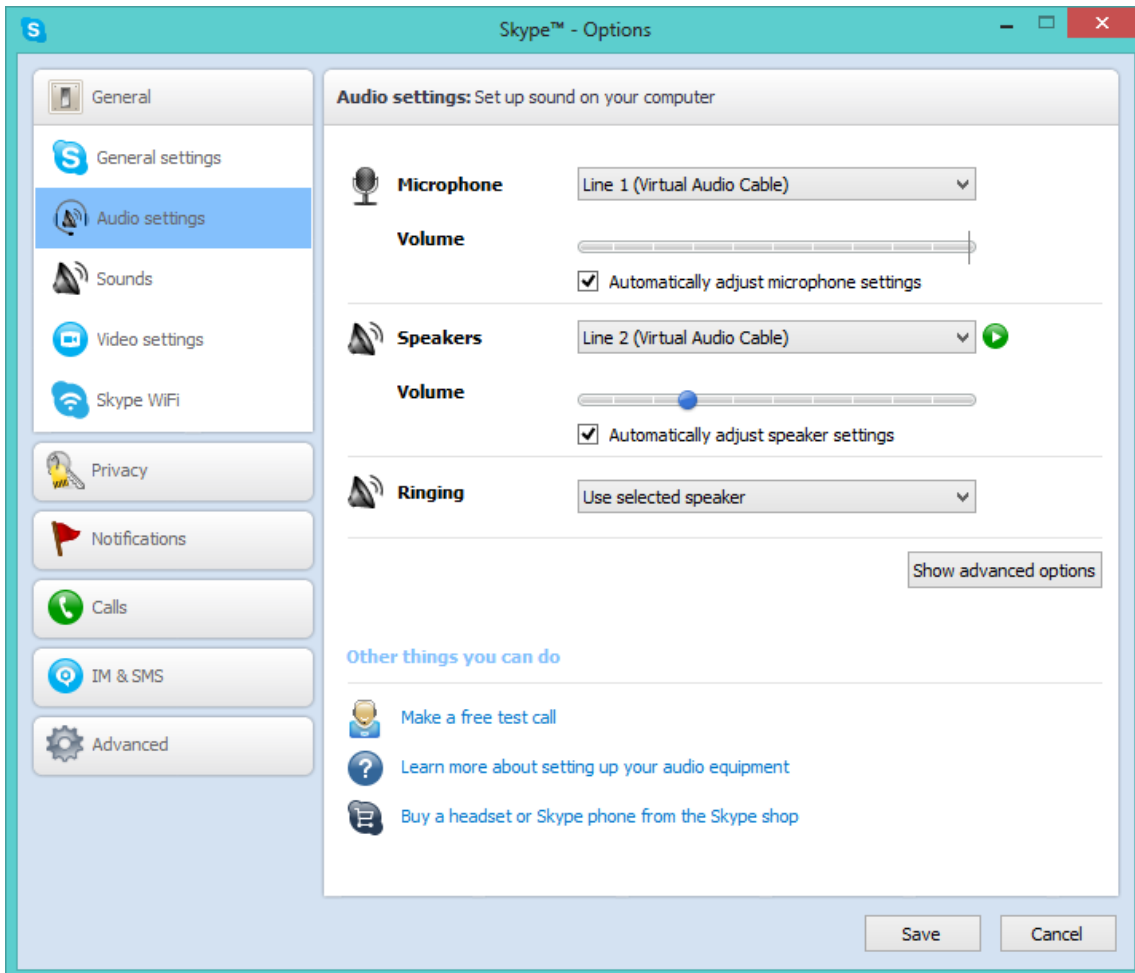 Skype™ - Options
General
General settings
Audio settings
Sounds
Video settings
Skype WiFi
Privacy
Notifications
Calls
IM & SMS
Advanced
Audio settings: Set up sound on your computer
Microphone
Line 1 (Virtual Audio Cable)
Volume
Automatically adjust microphone settings
Speakers
Line 2 (Virtual Audio Cable)
Volume
Automatically adjust speaker settings
Ringing
Use selected speaker
Show advanced options
Other things you can do
Make a free test call
Learn more about setting up your audio equipment
Buy a headset or Skype phone from the Skype shop
Save
Cancel